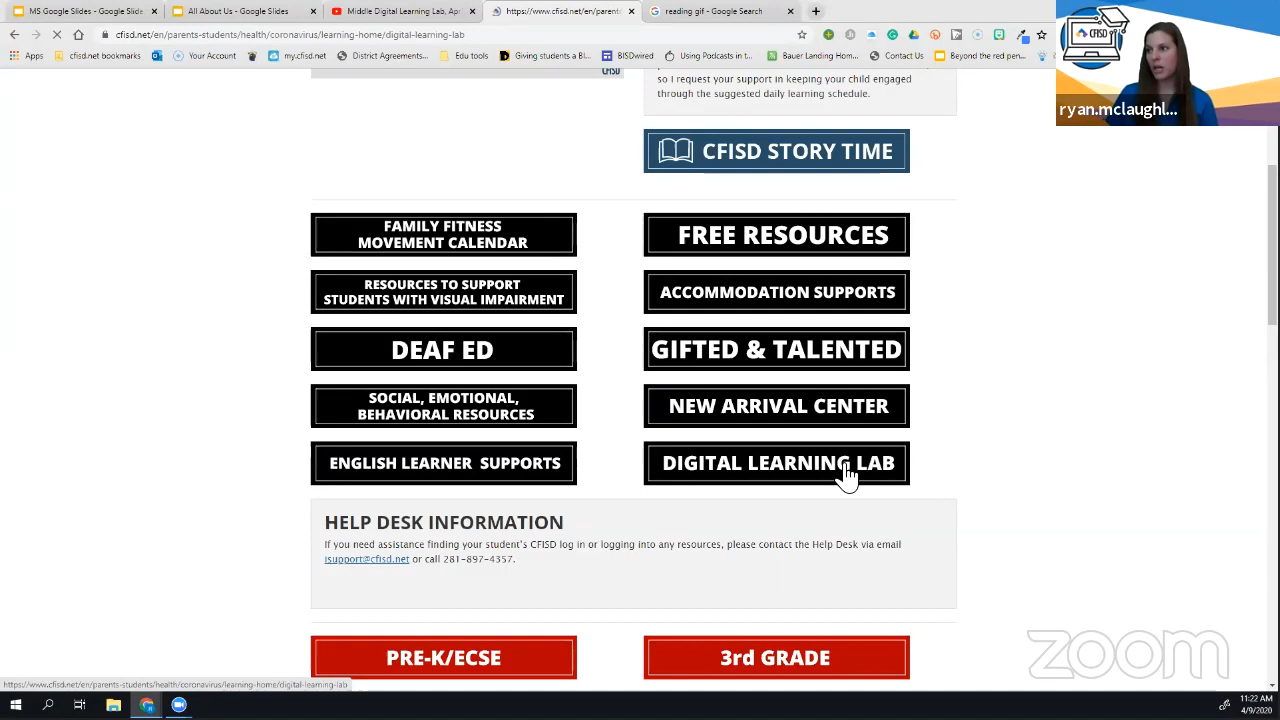 MS Google Slides - Google Slides
All About Us - Google Slides
Middle Digital Learning Lab, Apr
https://www.cfisd.net/en/parent
reading gif - Google Search
cfisd.net/en/parents-students/health/coronavirus/learning-home/digital-learning-lab
Apps
Outlook
my.cfisd.net
Edu tools
Giving students a Bl
BISDwired
Using Podcasts in t
Bauer
Contact Us
Beyond the red pen
CFISD
ryan.mclaughl...
CFISD
so I request your support in keeping your child engaged
through the suggested daily learning schedule.
CFISD STORY TIME
FAMILY FITNESS
MOVEMENT CALENDAR
FREE RESOURCES
RESOURCES TO SUPPORT
STUDENTS WITH VISUAL IMPAIRMENT
ACCOMMODATION SUPPORTS
DEAF ED
GIFTED & TALENTED
SOCIAL, EMOTIONAL,
BEHAVIORAL RESOURCES
NEW ARRIVAL CENTER
ENGLISH LEARNER SUPPORTS
DIGITAL LEARNING LAB
HELP DESK INFORMATION
If you need assistance finding your student's CFISD log in or logging into any resources, please contact the Help Desk via email
isupport@cfisd.net or call 281-897-4357.
PRE-K/ECSE
3rd GRADE
zoom
https://www.cfisd.net/en/parents-students/health/coronavirus/learning-home/digital-learning-lab
11:22 AM
4/9/2020